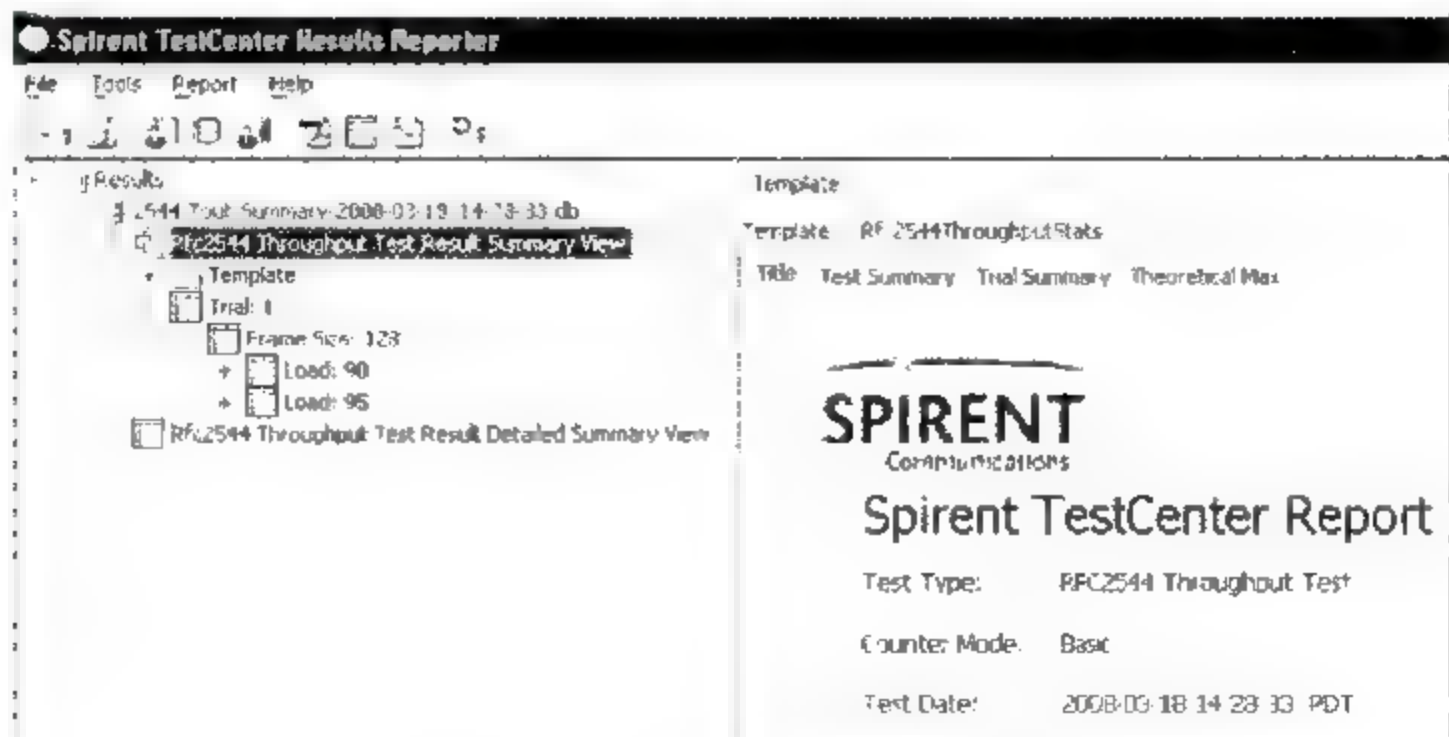 Spirent TestCenter Results Reporter
File Tools Report Help
Results
2544 Tput Summary-2008-03-18-14-28-33 db
Rfc2544 Throughput Test Result Summary View
Template
Trial: 1
Frame Size: 128
Load: 90
Load: 95
Rfc2544 Throughput Test Result Detailed Summary View
Template
Template RFC2544ThroughputStats
Title Test Summary Trial Summary Theoretical Max
SPIRENT
Communications
Spirent TestCenter Report
Test Type: RFC2544 Throughput Test
Counter Mode: Basic
Test Date: 2008-03-18 14 28 33 PDT